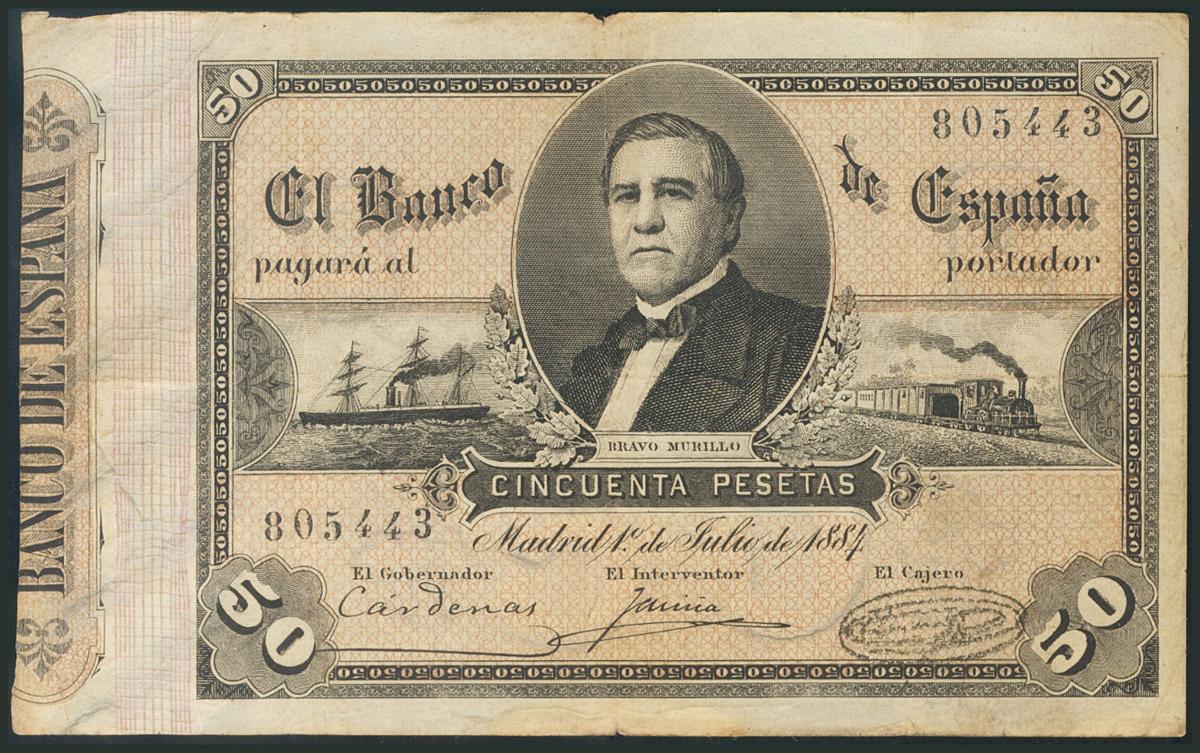 BANCO DE ESPAÑA
50 50
805443
El Banco de España
pagará al portador
BRAVO MURILLO
CINCUENTA PESETAS
805443
Madrid 1º de Julio de 1884
El Gobernador El Interventor El Cajero
Cárdenas
50 50